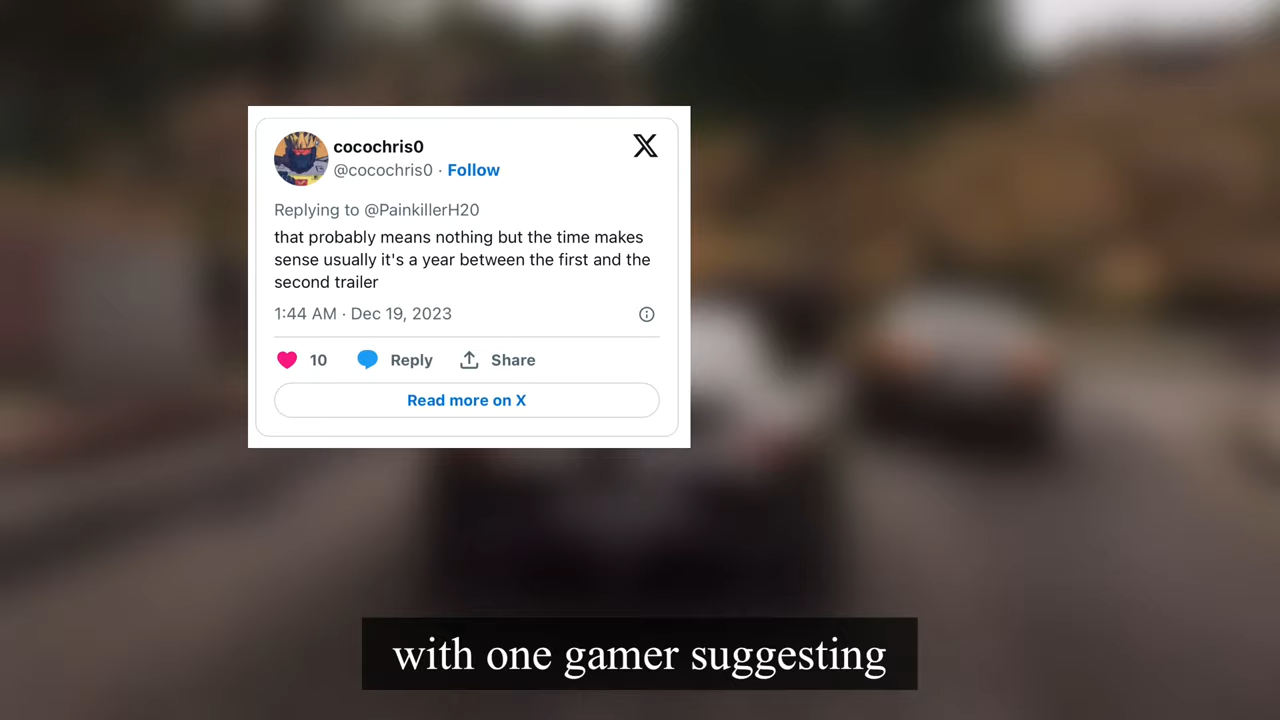 cocochris0
@cocochris0 · Follow
Replying to @PainkillerH20
that probably means nothing but the time makes
sense usually it's a year between the first and the
second trailer
1:44 AM · Dec 19, 2023
10 Reply Share
Read more on X
with one gamer suggesting